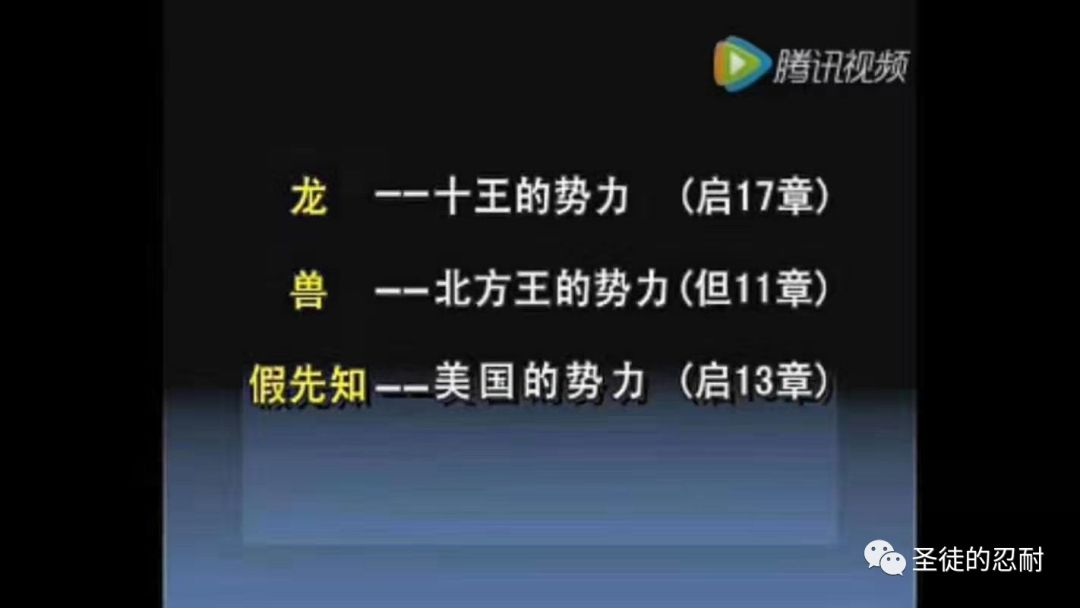 腾讯视频
龙 --十王的势力 (启17章)
兽 --北方王的势力(但11章)
假先知--美国的势力 (启13章)
圣徒的忍耐